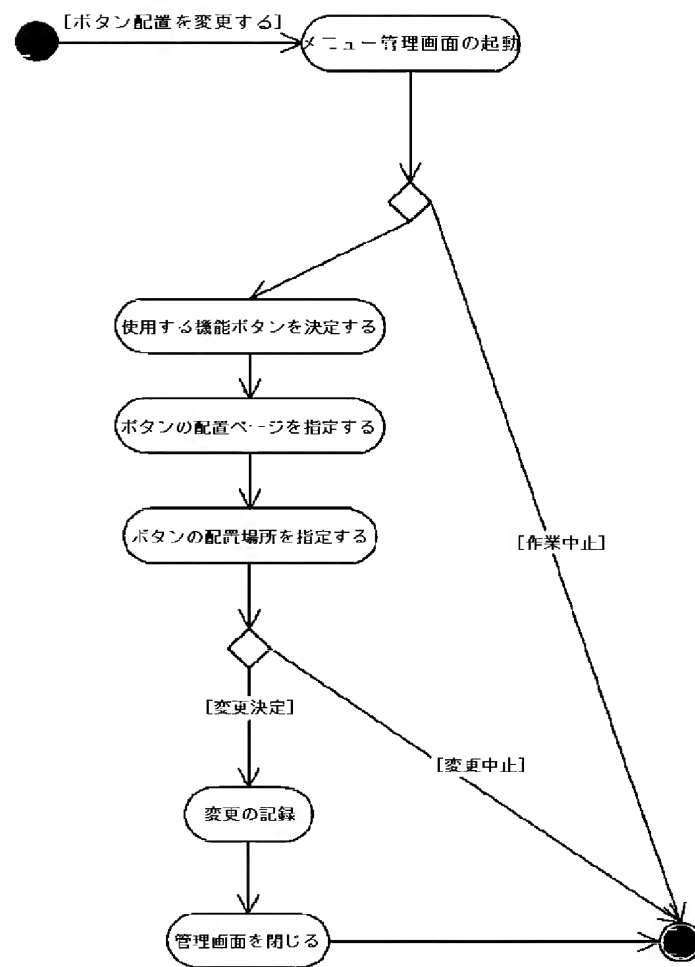 [ボタン配置を変更する]
メニュー管理画面の起動
使用する機能ボタンを決定する
ボタンの配置ページを指定する
ボタンの配置場所を指定する
[作業中止]
[変更決定]
[変更中止]
変更の記録
管理画面を閉じる